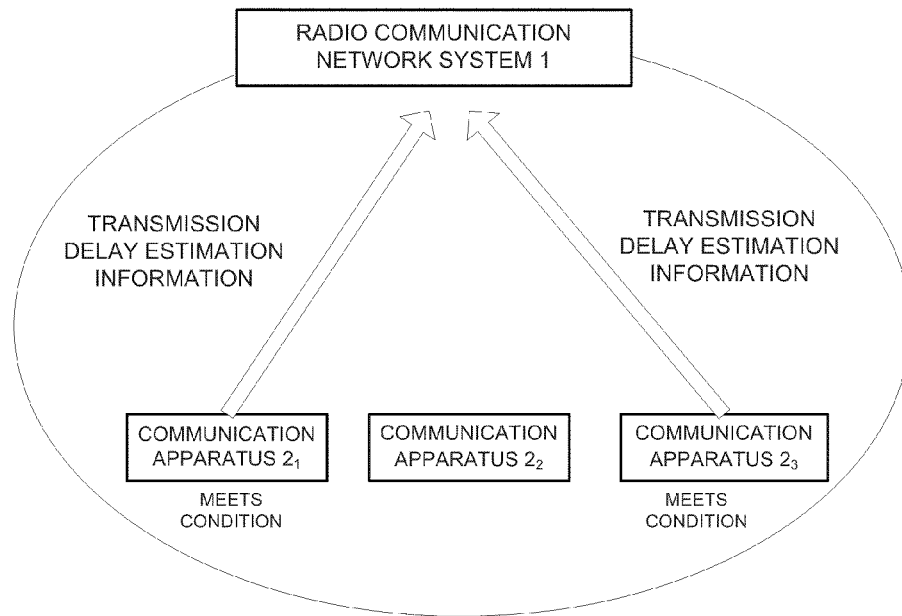 RADIO COMMUNICATION
NETWORK SYSTEM 1
TRANSMISSION
DELAY ESTIMATION
INFORMATION
TRANSMISSION
DELAY ESTIMATION
INFORMATION
COMMUNICATION
APPARATUS 2₁
MEETS
CONDITION
COMMUNICATION
APPARATUS 2₂
COMMUNICATION
APPARATUS 2₃
MEETS
CONDITION